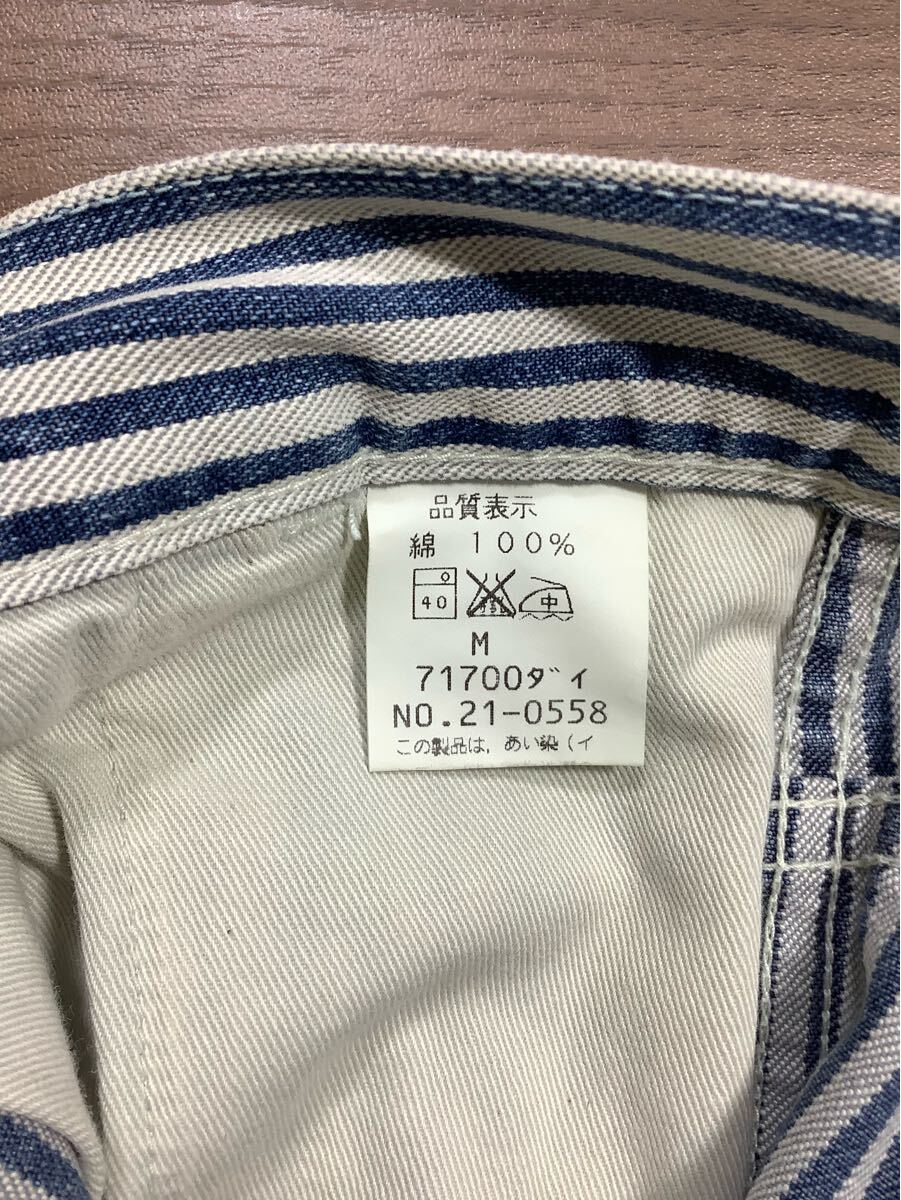 品質表示
綿 100%
40 中
M
71700ダイ
NO.21-0558
この製品は,あい染(イ